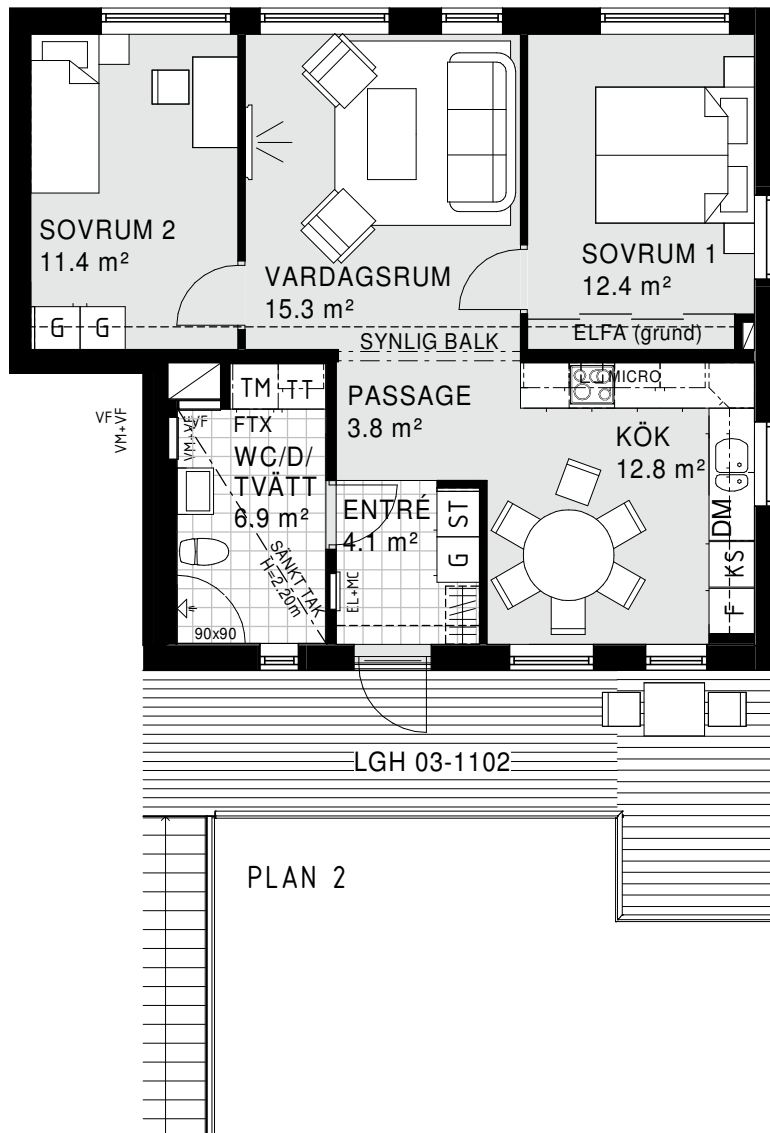 SOVRUM 2
11.4 m²
VARDAGSRUM
15.3 m²
SOVRUM 1
12.4 m²
G G
SYNLIG BALK
ELFA (grund)
TM TT
MICRO
PASSAGE
3.8 m²
KÖK
12.8 m²
VF
VM+VF
VF
VM+VF
FTX
WC/D/
TVÄTT
6.9 m²
ENTRÉ
4.1 m²
ST
G
DM
KS
F
SÄNKT TAK
H=2.20m
EL+MC
90x90
LGH 03-1102
PLAN 2